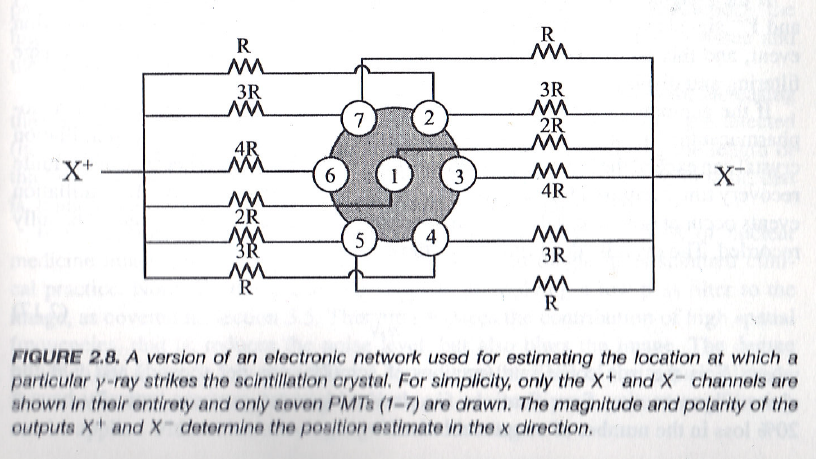 R
R
3R
3R
7
2
2R
4R
X+
6
1
3
X−
4R
2R
5
4
3R
3R
R
R
FIGURE 2.8. A version of an electronic network used for estimating the location at which a
particular γ-ray strikes the scintillation crystal. For simplicity, only the X+ and X− channels are
shown in their entirety and only seven PMTs (1–7) are drawn. The magnitude and polarity of the
outputs X+ and X− determine the position estimate in the x direction.